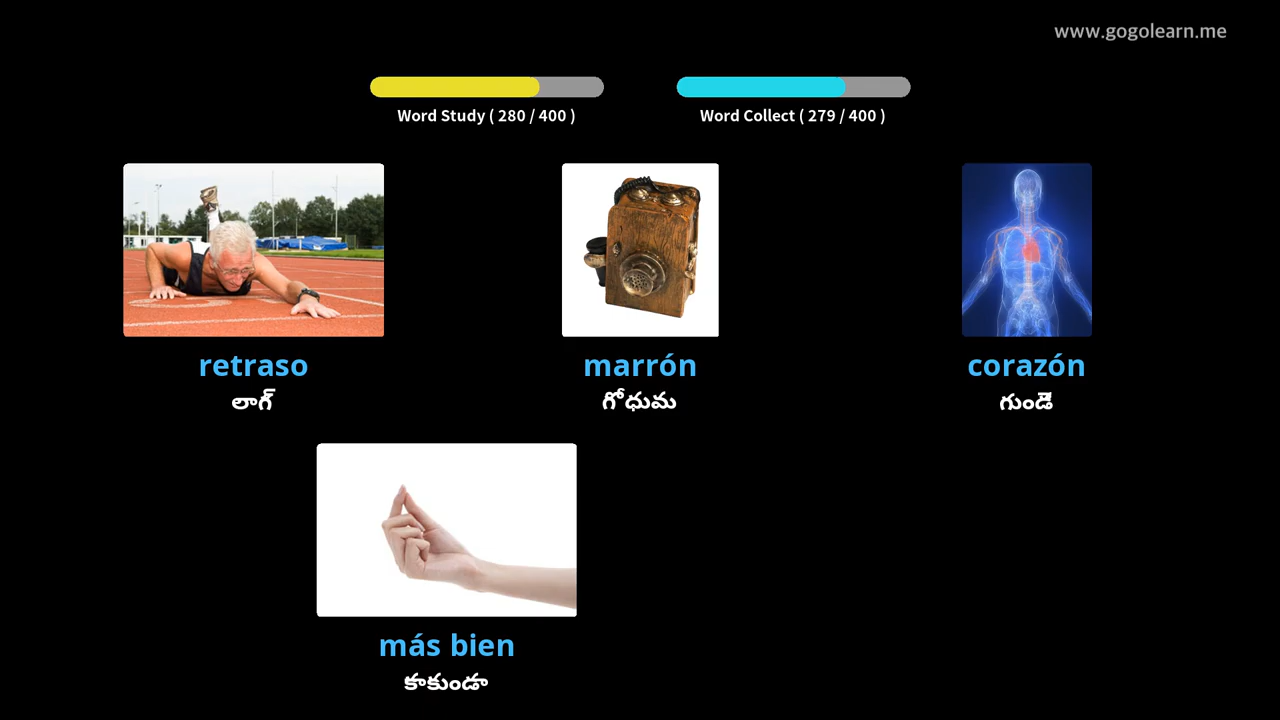 www.gogolearn.me
Word Study ( 280 / 400 )
Word Collect ( 279 / 400 )
retraso
marrón
corazón
లాగ్
గోధుమ
గుండె
más bien
కాకుండా